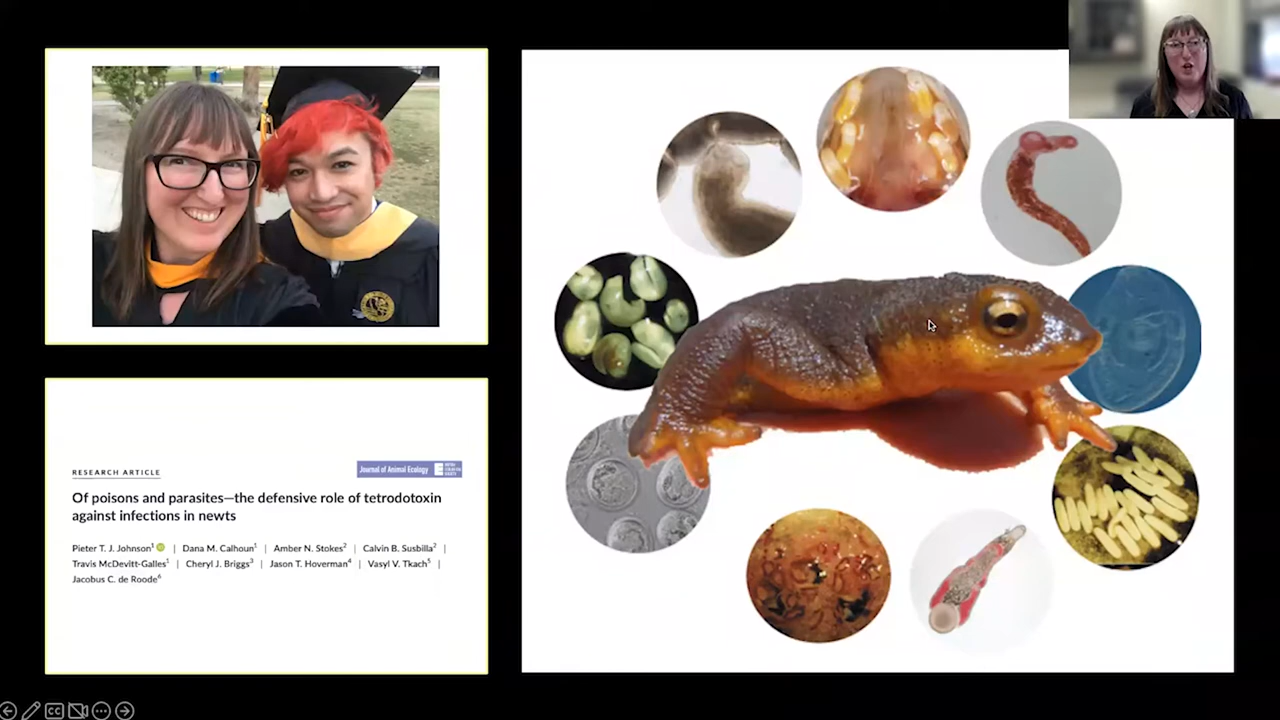 RESEARCH ARTICLE
Journal of Animal Ecology
Of poisons and parasites—the defensive role of tetrodotoxin
against infections in newts
Pieter T. J. Johnson1 | Dana M. Calhoun1 | Amber N. Stokes2 | Calvin B. Susbilla2 |
Travis McDevitt-Galles1 | Cheryl J. Briggs3 | Jason T. Hoverman4 | Vasyl V. Tkach5 |
Jacobus C. de Roode6
CC